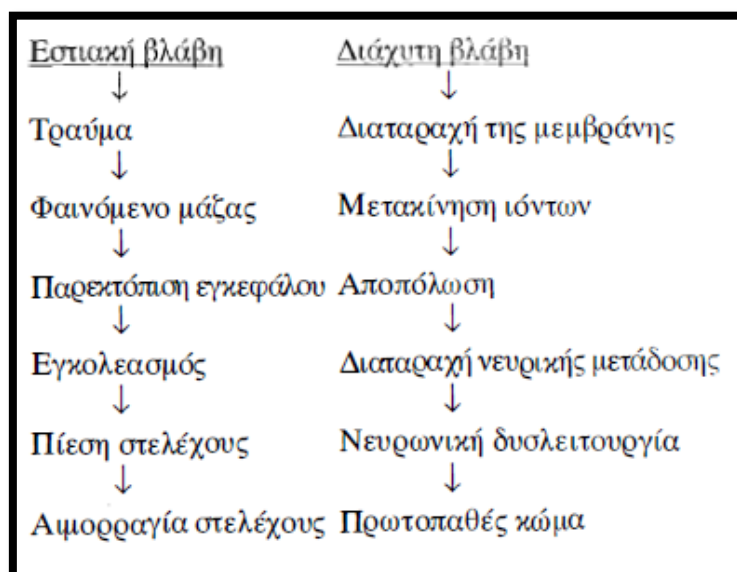 Εστιακή βλάβη
↓
Τραύμα
↓
Φαινόμενο μάζας
↓
Παρεκτόπιση εγκεφάλου
↓
Εγκολεασμός
↓
Πίεση στελέχους
↓
Αιμορραγία στελέχους
Διάχυτη βλάβη
↓
Διαταραχή της μεμβράνης
↓
Μετακίνηση ιόντων
↓
Αποπόλωση
↓
Διαταραχή νευρικής μετάδοσης
↓
Νευρωνική δυσλειτουργία
↓
Πρωτοπαθές κώμα